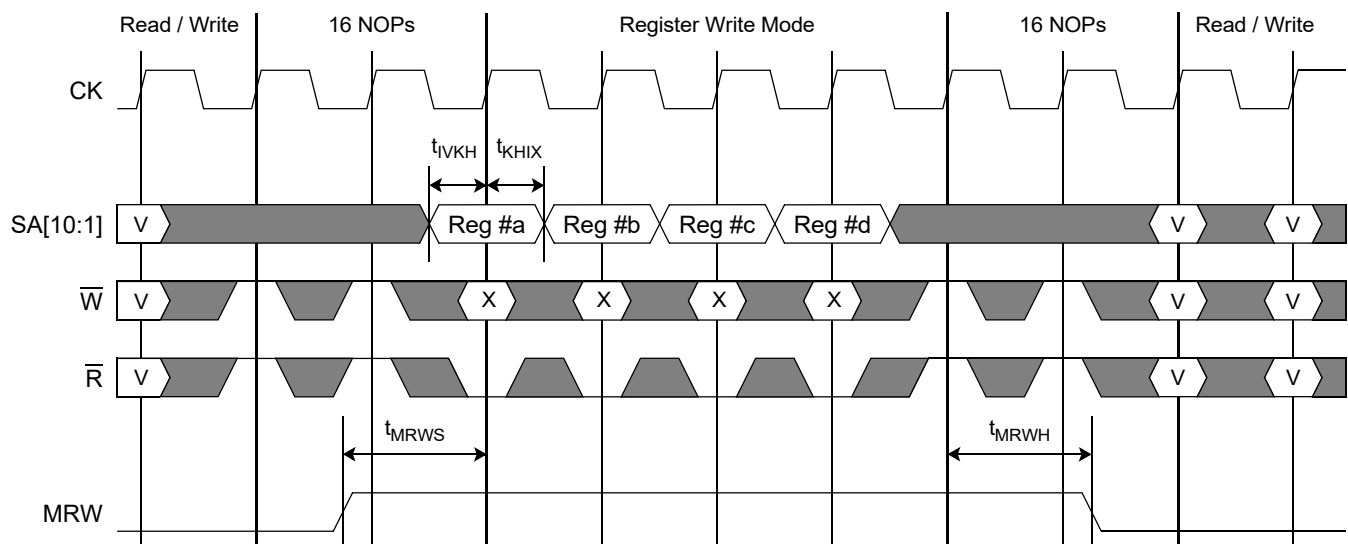 Read / Write 16 NOPs Register Write Mode 16 NOPs Read / Write
CK
tIVKH tKHIX
SA[10:1] V Reg #a Reg #b Reg #c Reg #d V V
W V X X X X V V
R V V V
tMRWS tMRWH
MRW